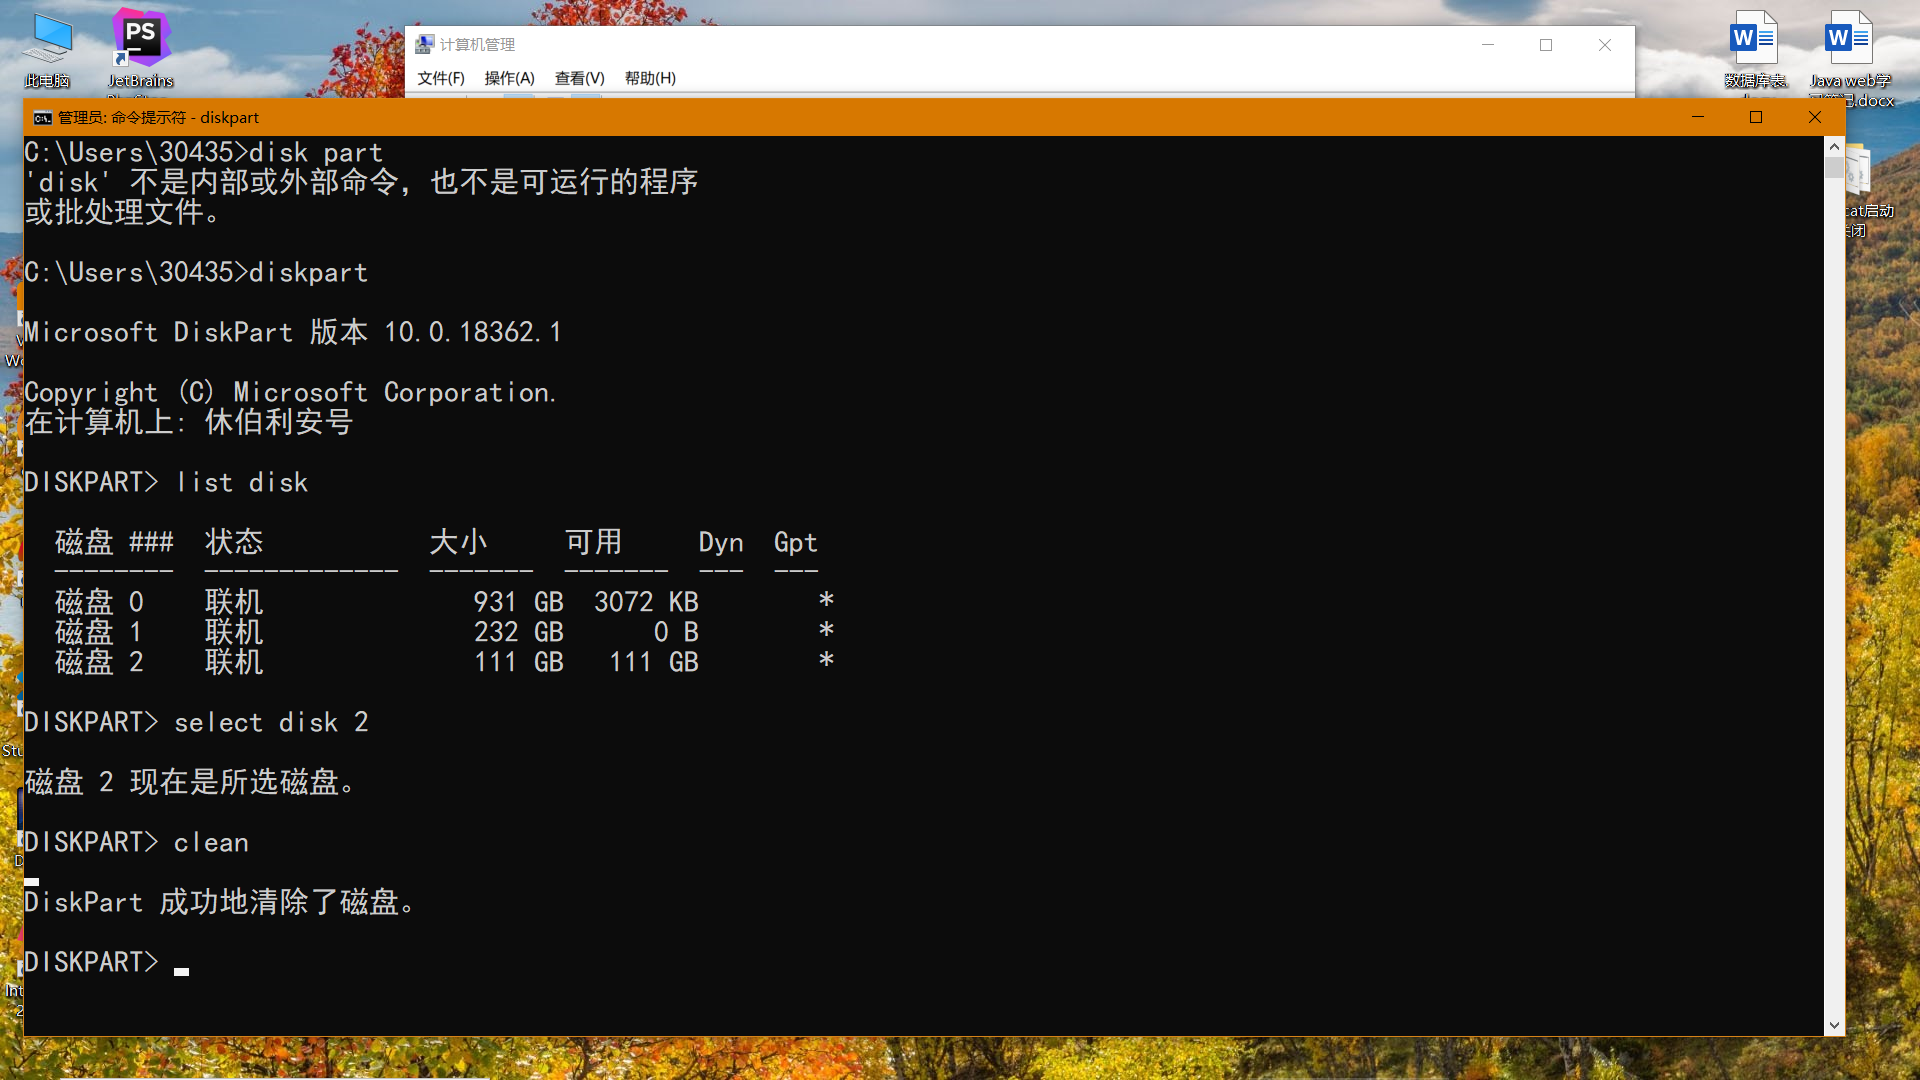 此电脑
PS
JetBrains
计算机管理
文件(F) 操作(A) 查看(V) 帮助(H)
W
数据库表.
W
Java web学
.docx
cat启动
关闭
管理员: 命令提示符 - diskpart
C:\Users\30435>disk part
'disk' 不是内部或外部命令，也不是可运行的程序
或批处理文件。
C:\Users\30435>diskpart
Microsoft DiskPart 版本 10.0.18362.1
Copyright (C) Microsoft Corporation.
在计算机上: 休伯利安号
DISKPART> list disk
磁盘 ### 状态 大小 可用 Dyn Gpt
-------- ------------- ------- ------- --- ---
磁盘 0 联机 931 GB 3072 KB *
磁盘 1 联机 232 GB 0 B *
磁盘 2 联机 111 GB 111 GB *
DISKPART> select disk 2
磁盘 2 现在是所选磁盘。
DISKPART> clean
DiskPart 成功地清除了磁盘。
DISKPART>